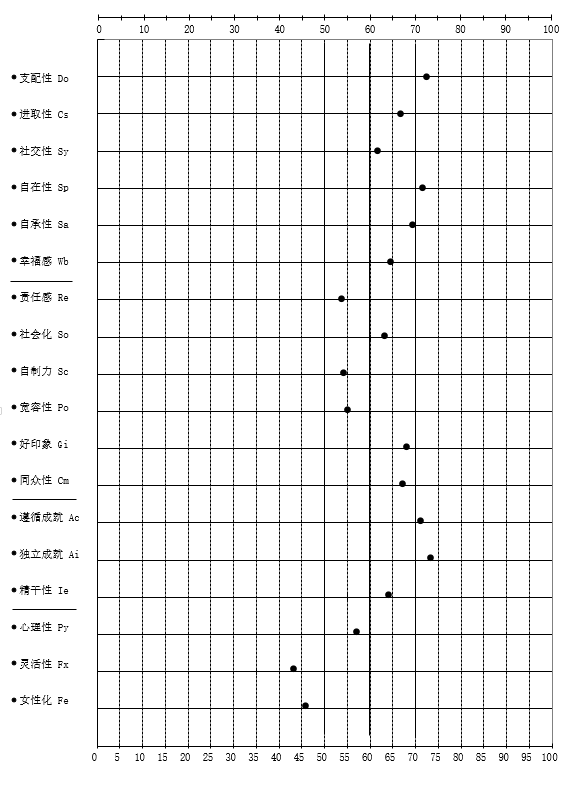 0 10 20 30 40 50 60 70 80 90 100
● 支配性 Do
● 进取性 Cs
● 社交性 Sy
● 自在性 Sp
● 自承性 Sa
● 幸福感 Wb
● 责任感 Re
● 社会化 So
● 自制力 Sc
● 宽容性 Po
● 好印象 Gi
● 同众性 Cm
● 遵循成就 Ac
● 独立成就 Ai
● 精干性 Ie
● 心理性 Py
● 灵活性 Fx
● 女性化 Fe
0 5 10 15 20 25 30 35 40 45 50 55 60 65 70 75 80 85 90 95 100